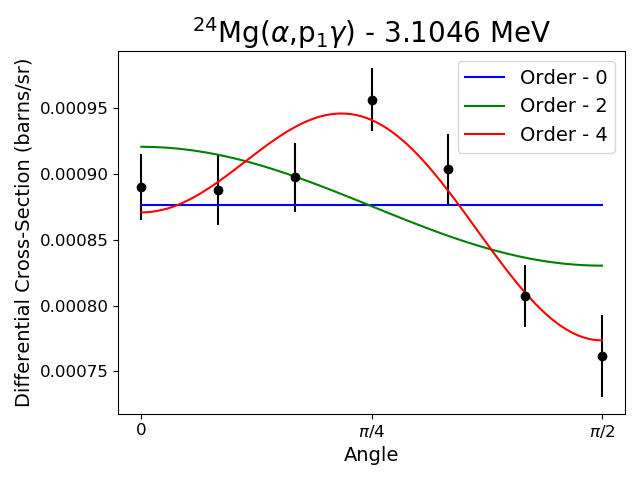 ²⁴Mg(α,p₁γ) - 3.1046 MeV
Order - 0
Order - 2
Order - 4
Differential Cross-Section (barns/sr)
0.00095
0.00090
0.00085
0.00080
0.00075
0 π/4 π/2
Angle